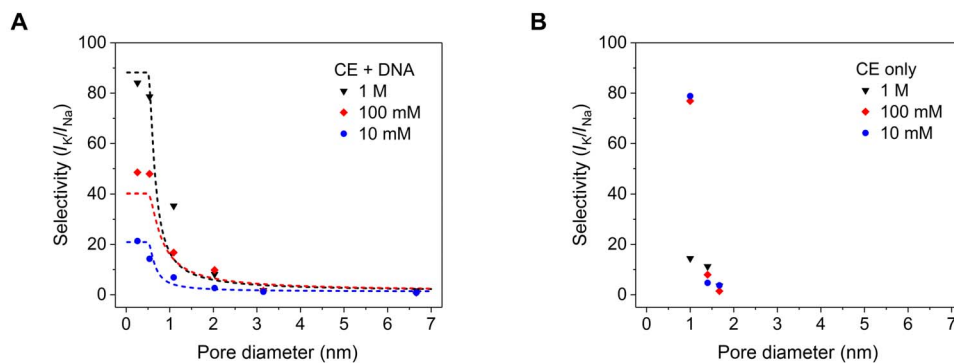 A
Selectivity (I_K/I_Na)
100
80
60
40
20
0
CE + DNA
1 M
100 mM
10 mM
0 1 2 3 4 5 6 7
Pore diameter (nm)
B
Selectivity (I_K/I_Na)
100
80
60
40
20
0
CE only
1 M
100 mM
10 mM
0 1 2 3 4 5 6 7
Pore diameter (nm)